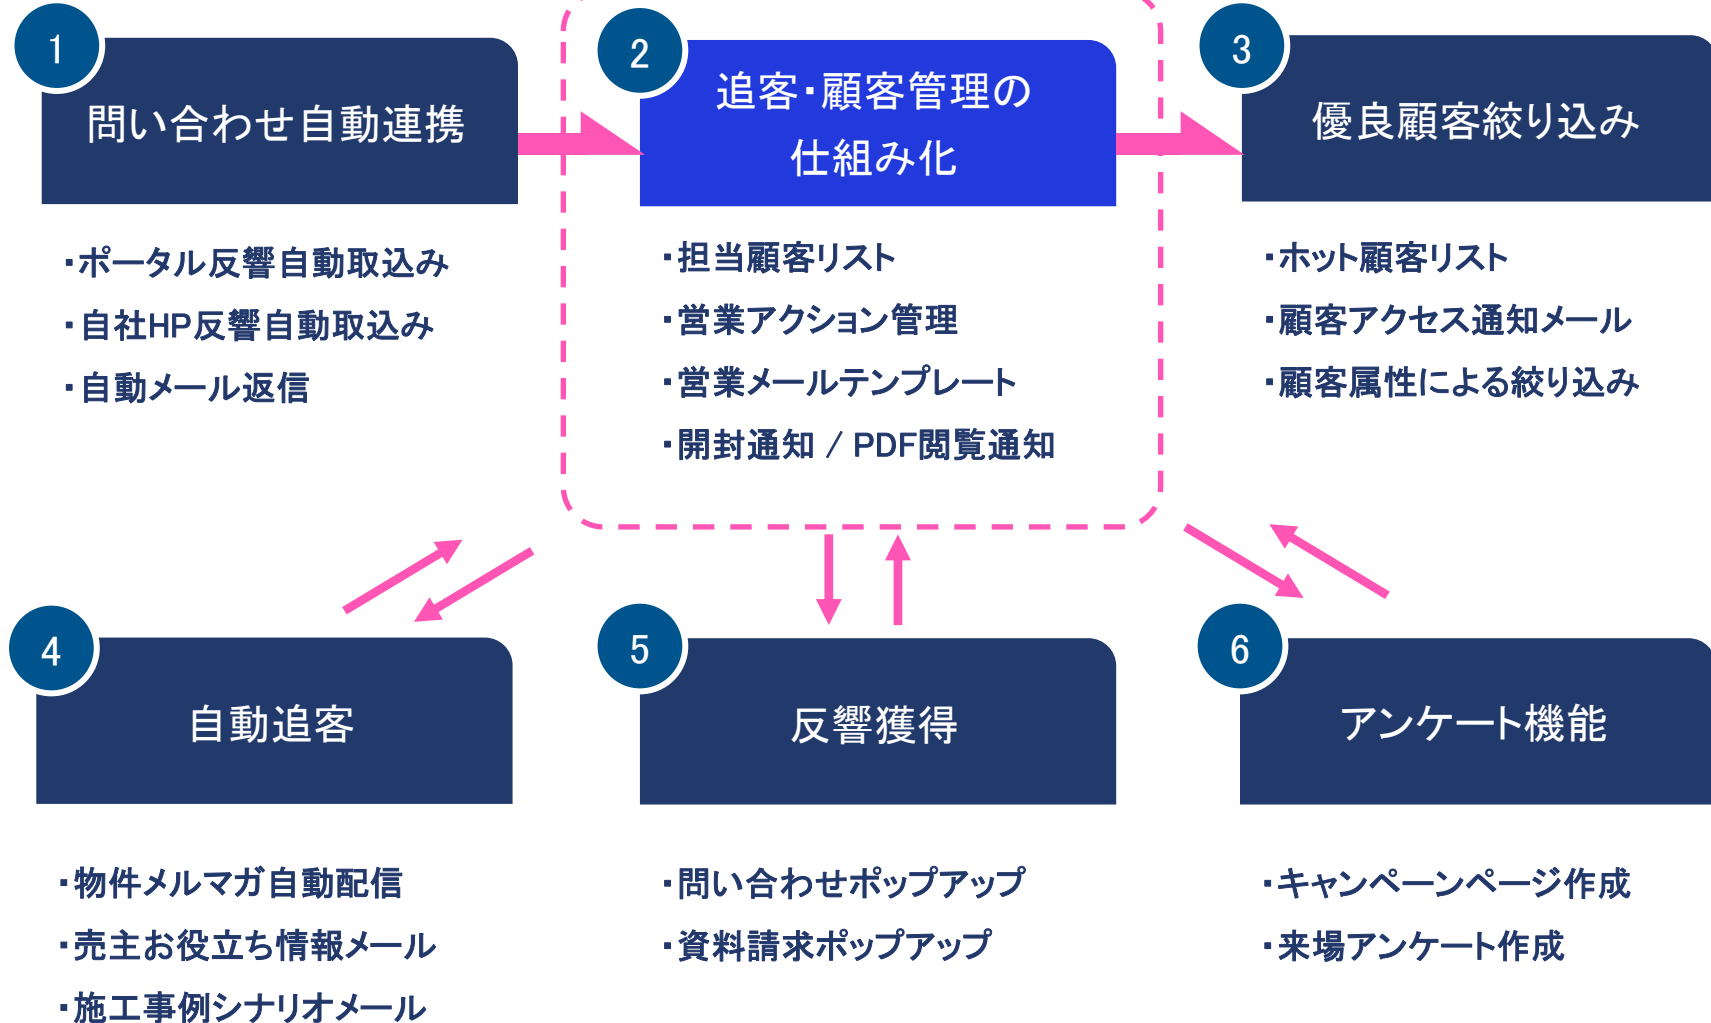 1
問い合わせ自動連携
・ポータル反響自動取込み
・自社HP反響自動取込み
・自動メール返信
2
追客・顧客管理の
仕組み化
・担当顧客リスト
・営業アクション管理
・営業メールテンプレート
・開封通知 / PDF閲覧通知
3
優良顧客絞り込み
・ホット顧客リスト
・顧客アクセス通知メール
・顧客属性による絞り込み
4
自動追客
・物件メルマガ自動配信
・売主お役立ち情報メール
・施工事例シナリオメール
5
反響獲得
・問い合わせポップアップ
・資料請求ポップアップ
6
アンケート機能
・キャンペーンページ作成
・来場アンケート作成